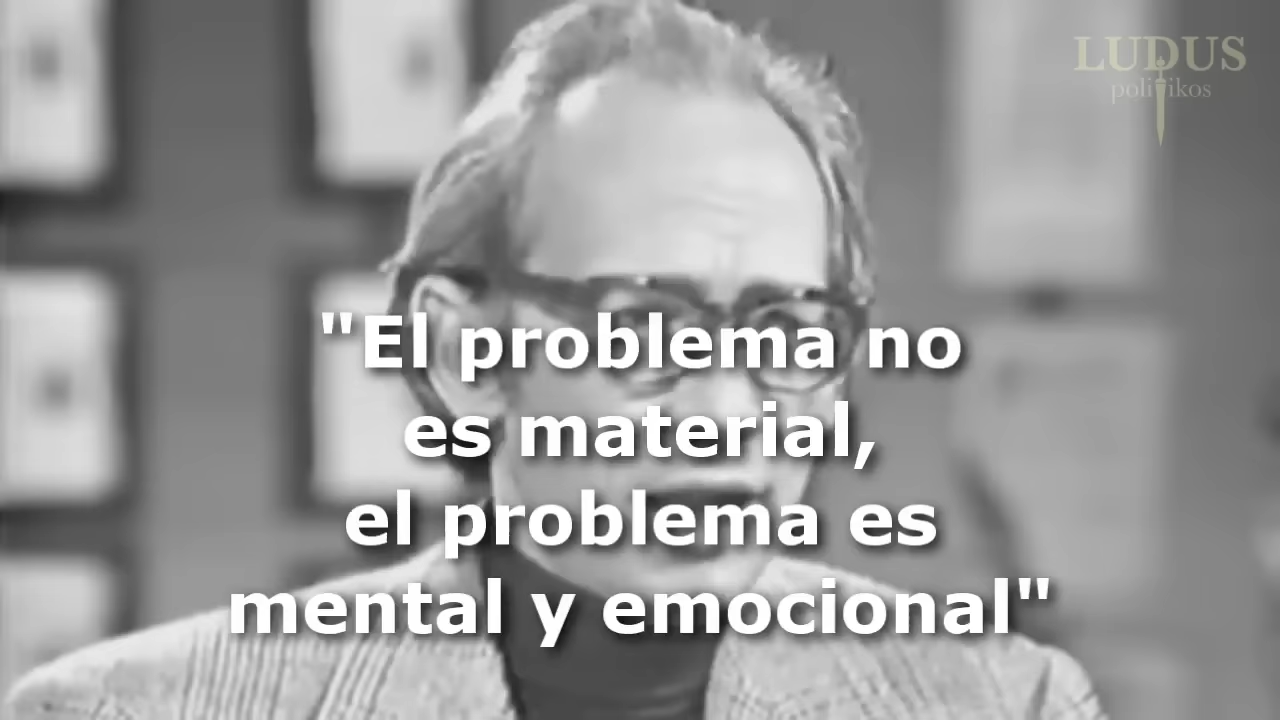 LUDUS
politikos
"El problema no
es material,
el problema es
mental y emocional"